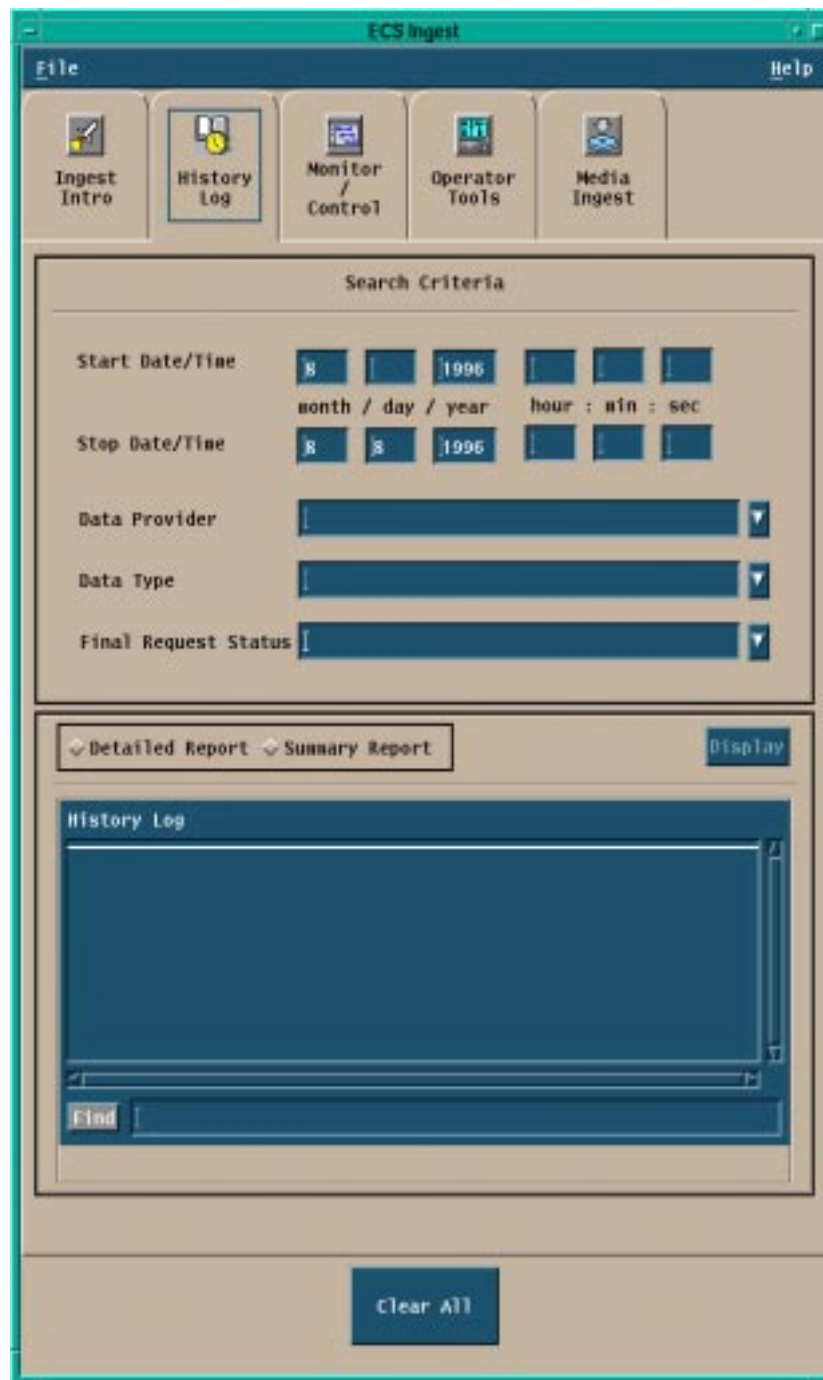 ECS Ingest
File Help
Ingest Intro
History Log
Monitor / Control
Operator Tools
Media Ingest
Search Criteria
Start Date/Time 8 1996
month / day / year hour : min : sec
Stop Date/Time 8 8 1996
Data Provider
Data Type
Final Request Status
Detailed Report Summary Report Display
History Log
Find
Clear All